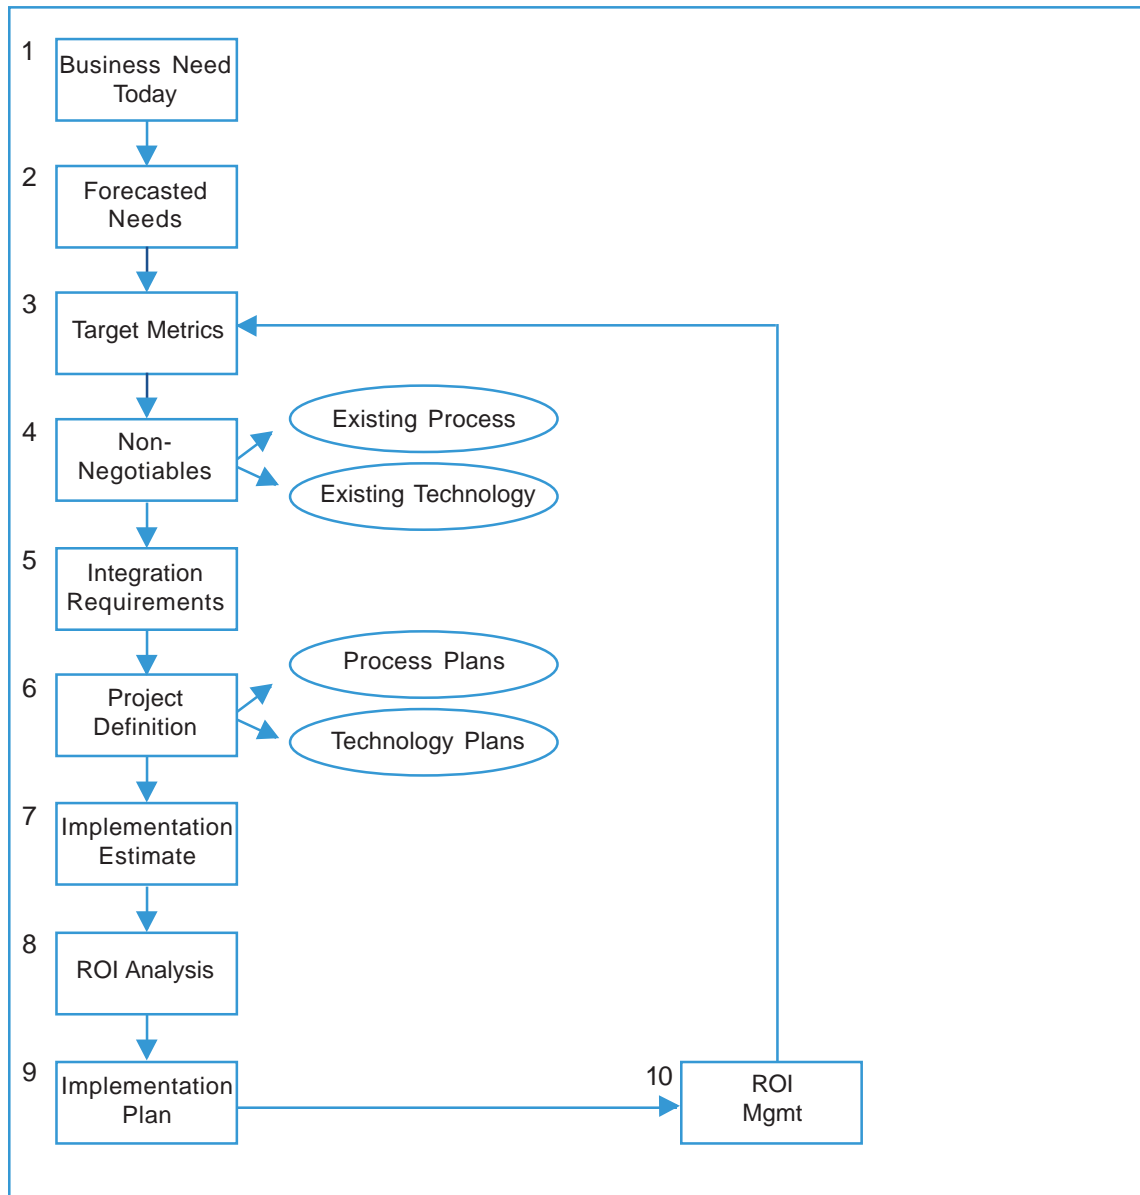 1
Business Need
Today
2
Forecasted
Needs
3
Target Metrics
4
Non-
Negotiables
Existing Process
Existing Technology
5
Integration
Requirements
6
Project
Definition
Process Plans
Technology Plans
7
Implementation
Estimate
8
ROI Analysis
9
Implementation
Plan
10
ROI
Mgmt